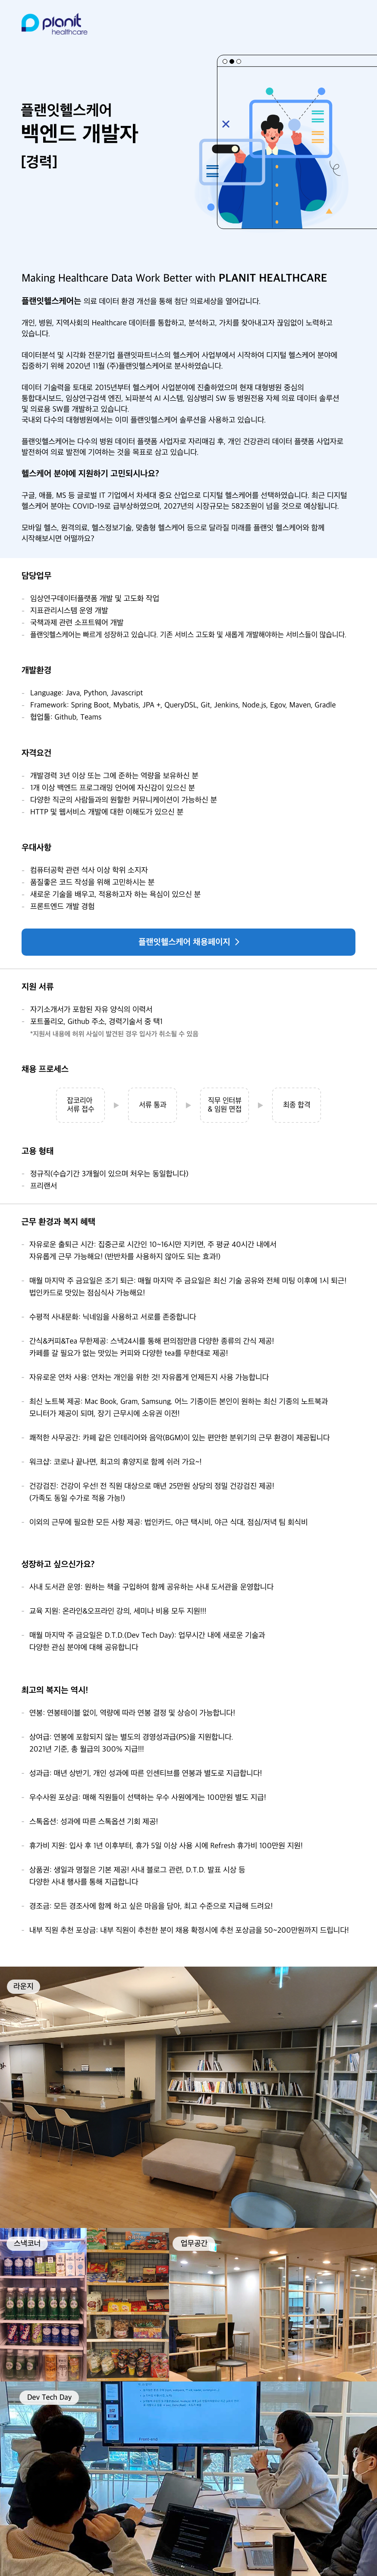 planit
healthcare
플랜잇헬스케어
백엔드 개발자
[경력]
Making Healthcare Data Work Better with PLANIT HEALTHCARE
플랜잇헬스케어는 의료 데이터 환경 개선을 통해 첨단 의료세상을 열어갑니다.
개인, 병원, 지역사회의 Healthcare 데이터를 통합하고, 분석하고, 가치를 찾아내고자 끊임없이 노력하고
있습니다.
데이터분석 및 시각화 전문기업 플랜잇파트너스의 헬스케어 사업부에서 시작하여 디지털 헬스케어 분야에
집중하기 위해 2020년 11월 (주)플랜잇헬스케어로 분사하였습니다.
데이터 기술력을 토대로 2015년부터 헬스케어 사업분야에 진출하였으며 현재 대형병원 중심의
통합대시보드, 임상연구검색 엔진, 뇌파분석 AI 시스템, 임상병리 SW 등 병원전용 자체 의료 데이터 솔루션
및 의료용 SW를 개발하고 있습니다.
국내외 다수의 대형병원에서는 이미 플랜잇헬스케어 솔루션을 사용하고 있습니다.
플랜잇헬스케어는 다수의 병원 데이터 플랫폼 사업자로 자리매김 후, 개인 건강관리 데이터 플랫폼 사업자로
발전하여 의료 발전에 기여하는 것을 목표로 삼고 있습니다.
헬스케어 분야에 지원하기 고민되시나요?
구글, 애플, MS 등 글로벌 IT 기업에서 차세대 중요 산업으로 디지털 헬스케어를 선택하였습니다. 최근 디지털
헬스케어 분야는 COVID-19로 급부상하였으며, 2027년의 시장규모는 582조원이 넘을 것으로 예상됩니다.
모바일 헬스, 원격의료, 헬스정보기술, 맞춤형 헬스케어 등으로 달라질 미래를 플랜잇 헬스케어와 함께
시작해보시면 어떨까요?
담당업무
- 임상연구데이터플랫폼 개발 및 고도화 작업
- 지표관리시스템 운영 개발
- 국책과제 관련 소프트웨어 개발
- 플랜잇헬스케어는 빠르게 성장하고 있습니다. 기존 서비스 고도화 및 새롭게 개발해야하는 서비스들이 많습니다.
개발환경
- Language: Java, Python, Javascript
- Framework: Spring Boot, Mybatis, JPA +, QueryDSL, Git, Jenkins, Node.js, Egov, Maven, Gradle
- 협업툴: Github, Teams
자격요건
- 개발경력 3년 이상 또는 그에 준하는 역량을 보유하신 분
- 1개 이상 백엔드 프로그래밍 언어에 자신감이 있으신 분
- 다양한 직군의 사람들과의 원할한 커뮤니케이션이 가능하신 분
- HTTP 및 웹서비스 개발에 대한 이해도가 있으신 분
우대사항
- 컴퓨터공학 관련 석사 이상 학위 소지자
- 품질좋은 코드 작성을 위해 고민하시는 분
- 새로운 기술을 배우고, 적용하고자 하는 욕심이 있으신 분
- 프론트엔드 개발 경험
플랜잇헬스케어 채용페이지 >
지원 서류
- 자기소개서가 포함된 자유 양식의 이력서
- 포트폴리오, Github 주소, 경력기술서 중 택1
*지원서 내용에 허위 사실이 발견된 경우 입사가 취소될 수 있음
채용 프로세스
잡코리아
서류 접수
서류 통과
직무 인터뷰
& 임원 면접
최종 합격
고용 형태
- 정규직(수습기간 3개월이 있으며 처우는 동일합니다)
- 프리랜서
근무 환경과 복지 혜택
- 자유로운 출퇴근 시간: 집중근로 시간인 10~16시만 지키면, 주 평균 40시간 내에서
자유롭게 근무 가능해요! (반반차를 사용하지 않아도 되는 효과!)
- 매월 마지막 주 금요일은 조기 퇴근: 매월 마지막 주 금요일은 최신 기술 공유와 전체 미팅 이후에 1시 퇴근!
법인카드로 맛있는 점심식사 가능해요!
- 수평적 사내문화: 닉네임을 사용하고 서로를 존중합니다
- 간식&커피&Tea 무한제공: 스낵24시를 통해 편의점만큼 다양한 종류의 간식 제공!
카페를 갈 필요가 없는 맛있는 커피와 다양한 tea를 무한대로 제공!
- 자유로운 연차 사용: 연차는 개인을 위한 것! 자유롭게 언제든지 사용 가능합니다
- 최신 노트북 제공: Mac Book, Gram, Samsung, 어느 기종이든 본인이 원하는 최신 기종의 노트북과
모니터가 제공이 되며, 장기 근무시에 소유권 이전!
- 쾌적한 사무공간: 카페 같은 인테리어와 음악(BGM)이 있는 편안한 분위기의 근무 환경이 제공됩니다
- 워크샵: 코로나 끝나면, 최고의 휴양지로 함께 쉬러 가요~!
- 건강검진: 건강이 우선! 전 직원 대상으로 매년 25만원 상당의 정밀 건강검진 제공!
(가족도 동일 수가로 적용 가능!)
- 이외의 근무에 필요한 모든 사항 제공: 법인카드, 야근 택시비, 야근 식대, 점심/저녁 팀 회식비
성장하고 싶으신가요?
- 사내 도서관 운영: 원하는 책을 구입하여 함께 공유하는 사내 도서관을 운영합니다
- 교육 지원: 온라인&오프라인 강의, 세미나 비용 모두 지원!!!
- 매월 마지막 주 금요일은 D.T.D.(Dev Tech Day): 업무시간 내에 새로운 기술과
다양한 관심 분야에 대해 공유합니다
최고의 복지는 역시!
- 연봉: 연봉테이블 없이, 역량에 따라 연봉 결정 및 상승이 가능합니다!
- 상여급: 연봉에 포함되지 않는 별도의 경영성과급(PS)을 지원합니다.
2021년 기준, 총 월급의 300% 지급!!!
- 성과급: 매년 상반기, 개인 성과에 따른 인센티브를 연봉과 별도로 지급합니다!
- 우수사원 포상금: 매해 직원들이 선택하는 우수 사원에게는 100만원 별도 지급!
- 스톡옵션: 성과에 따른 스톡옵션 기회 제공!
- 휴가비 지원: 입사 후 1년 이후부터, 휴가 5일 이상 사용 시에 Refresh 휴가비 100만원 지원!
- 상품권: 생일과 명절은 기본 제공! 사내 블로그 관련, D.T.D. 발표 시상 등
다양한 사내 행사를 통해 지급합니다
- 경조금: 모든 경조사에 함께 하고 싶은 마음을 담아, 최고 수준으로 지급해 드려요!
- 내부 직원 추천 포상금: 내부 직원이 추천한 분이 채용 확정시에 추천 포상금을 50~200만원까지 드립니다!
라운지
스낵코너
업무공간
Dev Tech Day